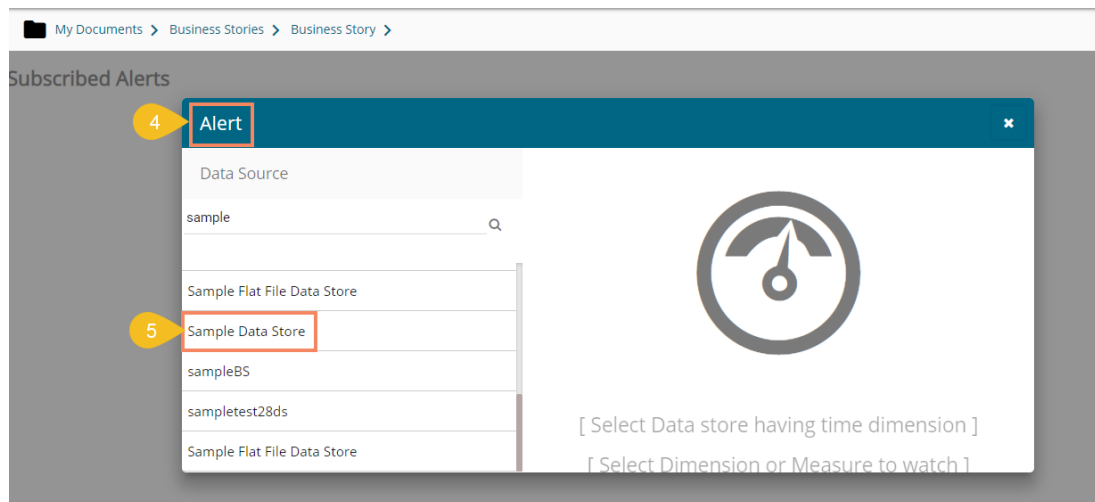 My Documents > Business Stories > Business Story >
Subscribed Alerts
4
Alert
Data Source
sample
Sample Flat File Data Store
5
Sample Data Store
sampleBS
sampletest28ds
Sample Flat File Data Store
[ Select Data store having time dimension ]
[ Select Dimension or Measure to watch ]